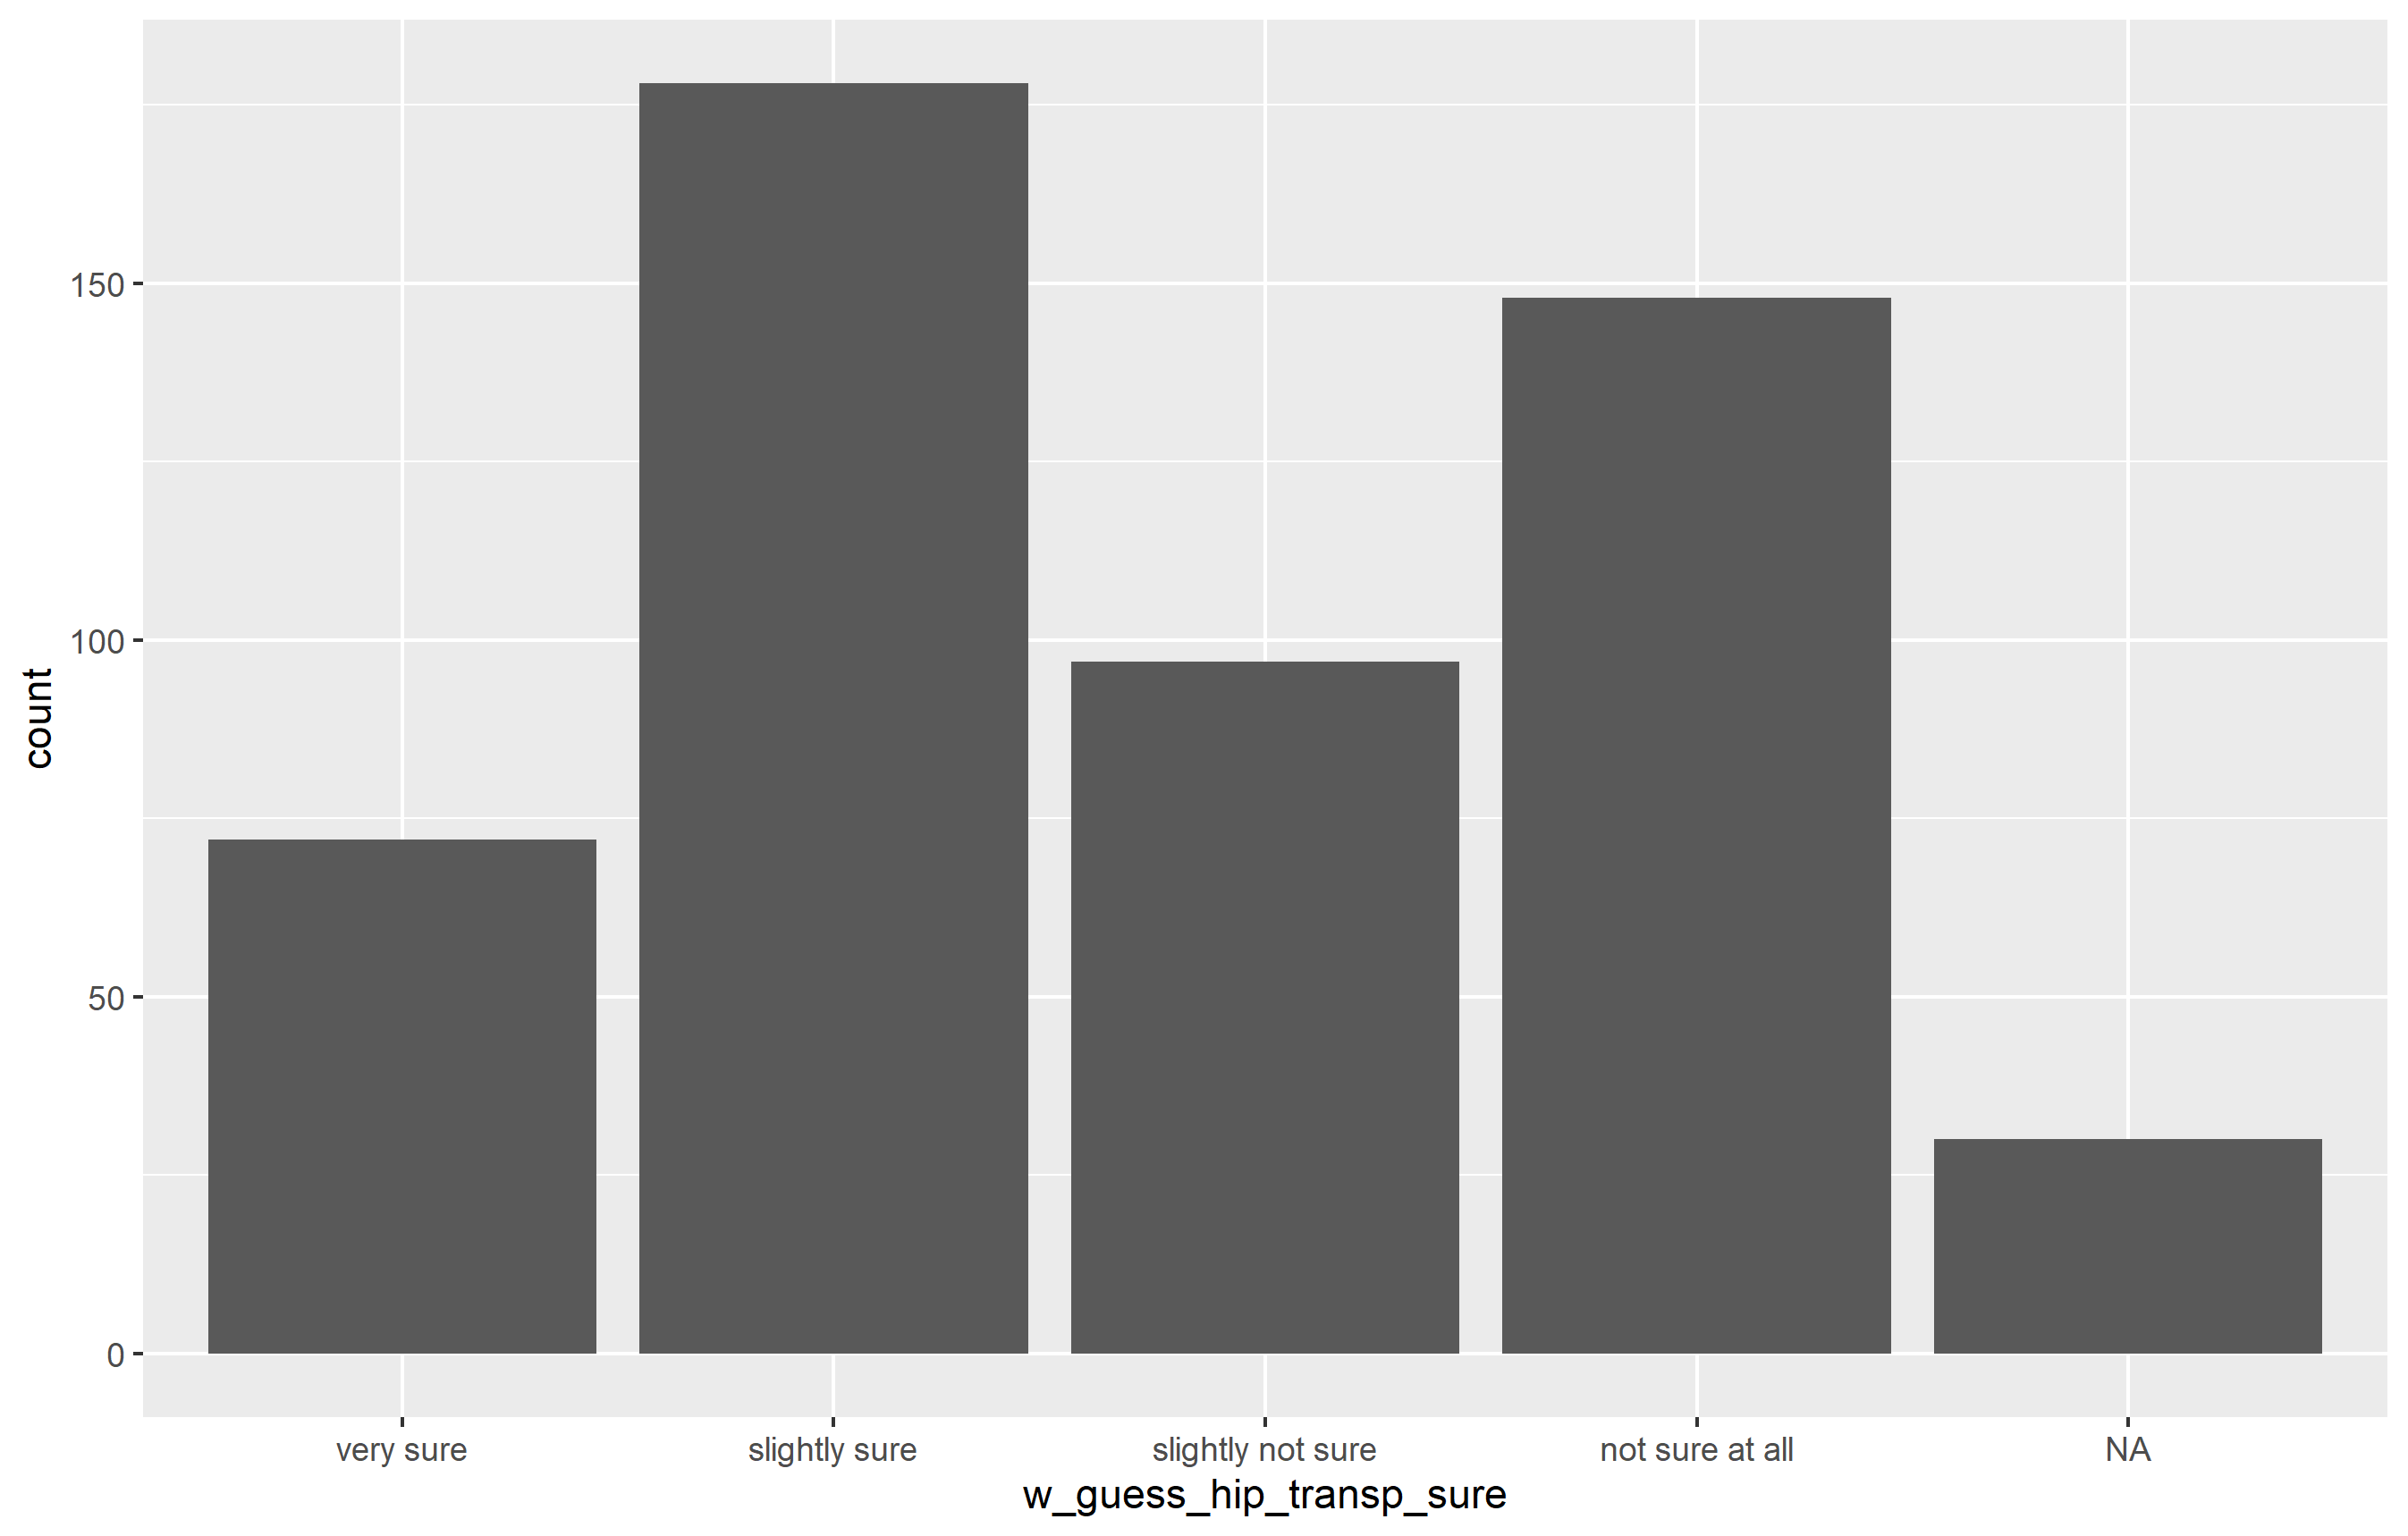 150
100
50
0
count
very sure
slightly sure
slightly not sure
not sure at all
NA
w_guess_hip_transp_sure